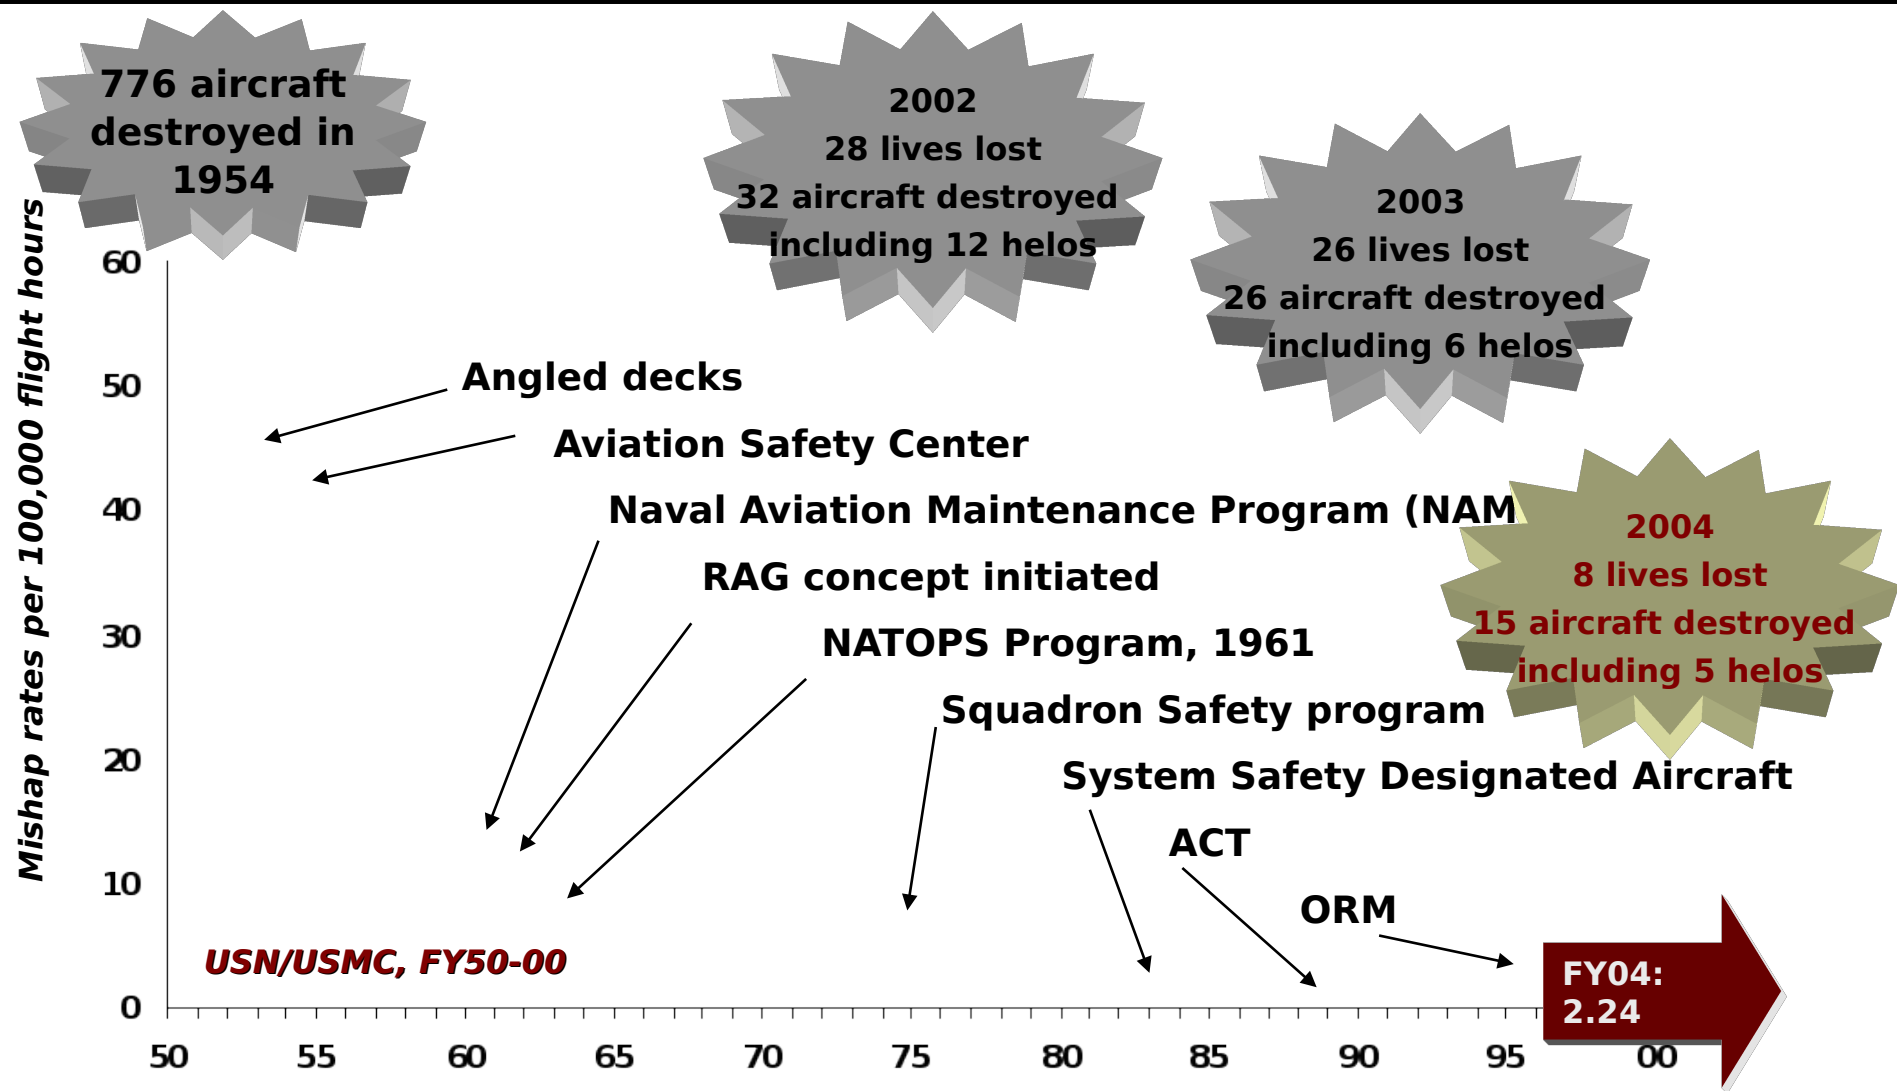 776 aircraft
destroyed in
1954
2002
28 lives lost
32 aircraft destroyed
including 12 helos
2003
26 lives lost
26 aircraft destroyed
including 6 helos
2004
8 lives lost
15 aircraft destroyed
including 5 helos
Mishap rates per 100,000 flight hours
60
50
40
30
20
10
0
Angled decks
Aviation Safety Center
Naval Aviation Maintenance Program (NAM
RAG concept initiated
NATOPS Program, 1961
Squadron Safety program
System Safety Designated Aircraft
ACT
ORM
USN/USMC, FY50-00
FY04:
2.24
50 55 60 65 70 75 80 85 90 95 00